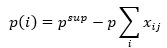 p(i) = p^{sup} − p∑_{i} x_{ij}